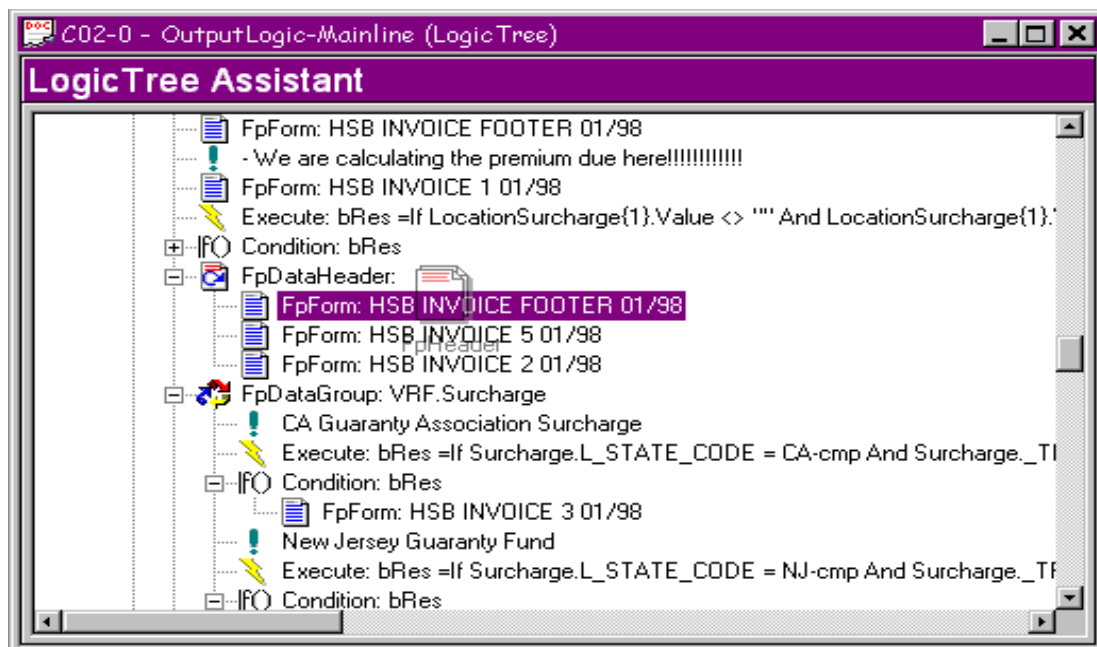 DOC C02-0 - OutputLogic-Mainline (LogicTree)
LogicTree Assistant
FpForm: HSB INVOICE FOOTER 01/98
- We are calculating the premium due here!!!!!!!!!!!!
FpForm: HSB INVOICE 1 01/98
Execute: bRes =If LocationSurcharge{1}.Value <> "" And LocationSurcharge{1}.
If() Condition: bRes
FpDataHeader:
FpForm: HSB INVOICE FOOTER 01/98
FpForm: HSB INVOICE 5 01/98
FpHeader
FpForm: HSB INVOICE 2 01/98
FpDataGroup: VRF.Surcharge
CA Guaranty Association Surcharge
Execute: bRes =If Surcharge.L_STATE_CODE = CA-cmp And Surcharge._T
If() Condition: bRes
FpForm: HSB INVOICE 3 01/98
New Jersey Guaranty Fund
Execute: bRes =If Surcharge.L_STATE_CODE = NJ-cmp And Surcharge._T
If() Condition: bRes